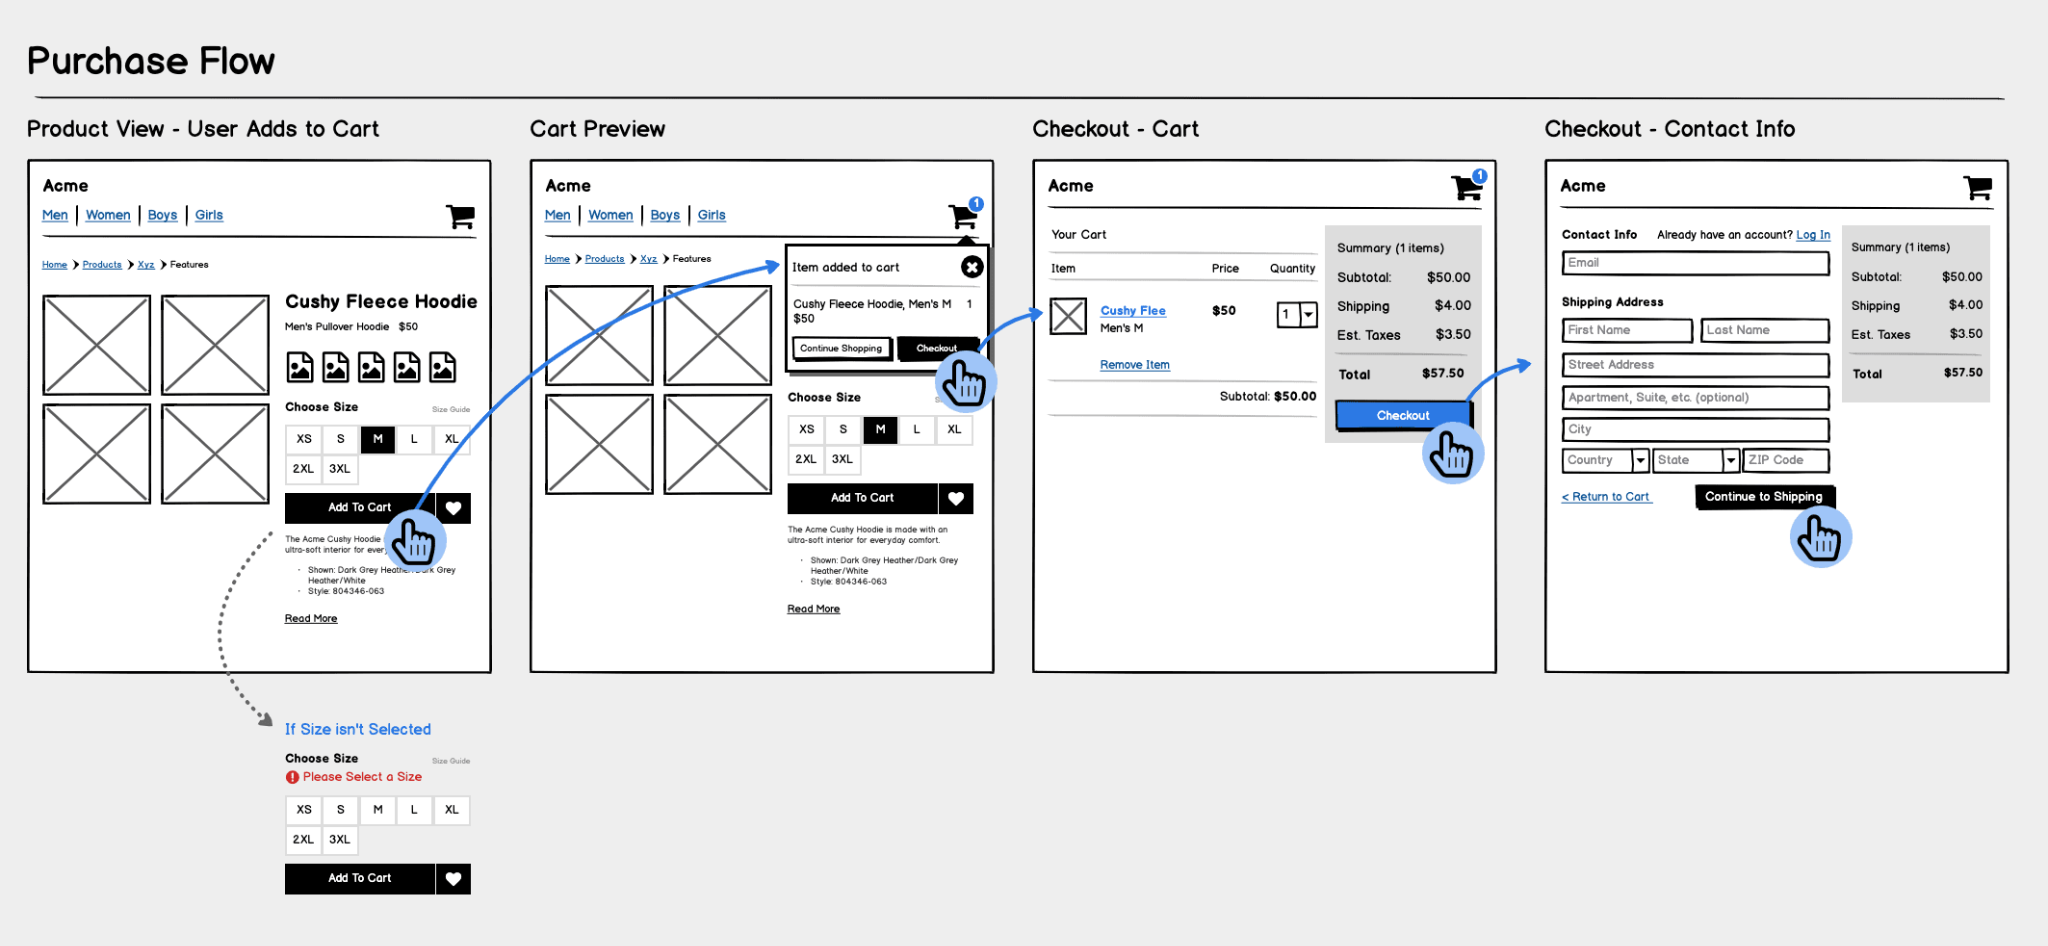 Purchase Flow
Product View - User Adds to Cart
Acme
Men Women Boys Girls
Home Products Xyz Features
Cushy Fleece Hoodie
Men's Pullover Hoodie $50
Choose Size Size Guide
XS S M L XL
2XL 3XL
Add To Cart
The Acme Cushy Hoodie
ultra-soft interior for
· Shown: Dark Grey Grey
Heather/White
· Style: 804346-063
Read More
If Size isn't Selected
Choose Size Size Guide
Please Select a Size
XS S M L XL
2XL 3XL
Add To Cart
Cart Preview
Acme
Men Women Boys Girls
1
Home Products Xyz Features
Item added to cart
Cushy Fleece Hoodie, Men's M 1
$50
Continue Shopping Checkout
Choose Size
XS S M L XL
2XL 3XL
Add To Cart
The Acme Cushy Hoodie is made with an
ultra-soft interior for everyday comfort.
· Shown: Dark Grey Heather/Dark Grey
Heather/White
· Style: 804346-063
Read More
Checkout - Cart
Acme
1
Your Cart
Item Price Quantity
Cushy Flee $50 1
Men's M
Remove Item
Subtotal: $50.00
Summary (1 items)
Subtotal: $50.00
Shipping $4.00
Est. Taxes $3.50
Total $57.50
Checkout
Checkout - Contact Info
Acme
Contact Info Already have an account? Log In
Email
Shipping Address
First Name Last Name
Street Address
Apartment, Suite, etc. (optional)
City
Country State ZIP Code
< Return to Cart Continue to Shipping
Summary (1 items)
Subtotal: $50.00
Shipping $4.00
Est. Taxes $3.50
Total $57.50